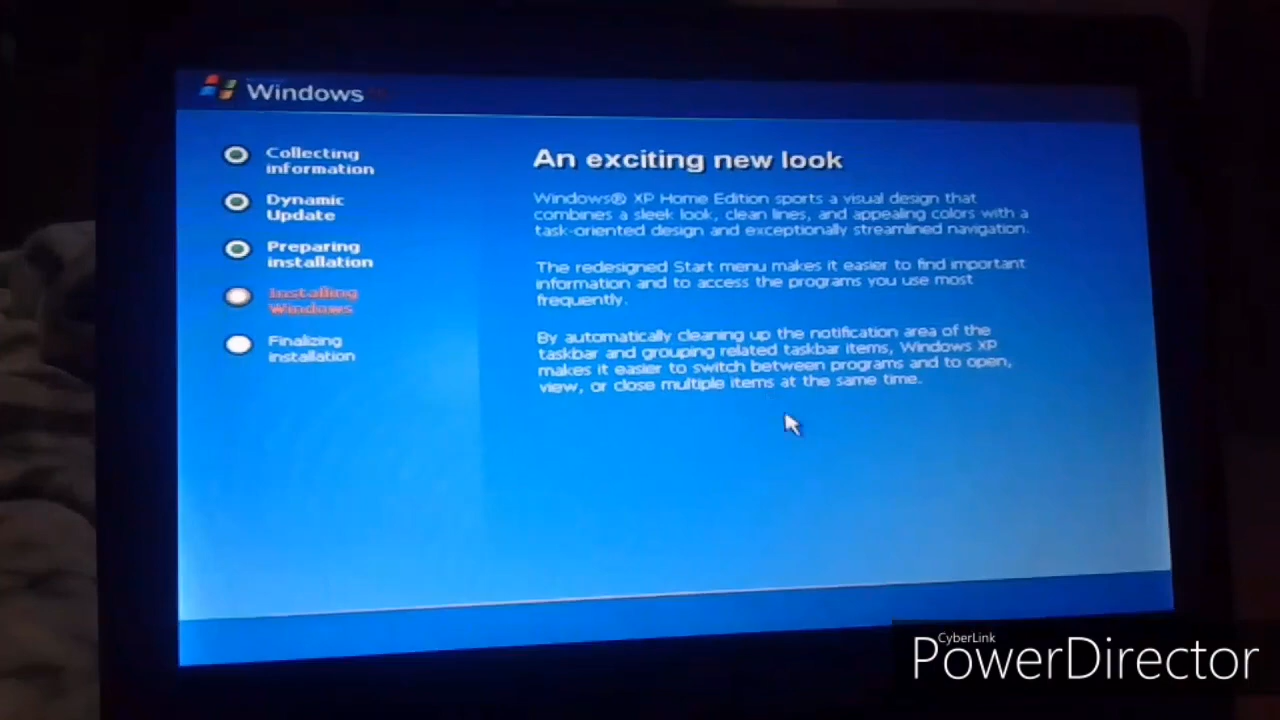 Windows
Collecting
information
Dynamic
Update
Preparing
installation
Installing
Windows
Finalizing
installation
An exciting new look
Windows® XP Home Edition sports a visual design that
combines a sleek look, clean lines, and appealing colors with a
task-oriented design and exceptionally streamlined navigation.
The redesigned Start menu makes it easier to find important
information and to access the programs you use most
frequently.
By automatically cleaning up the notification area of the
taskbar and grouping related taskbar items, Windows XP
makes it easier to switch between programs and to open,
view, or close multiple items at the same time.
CyberLink
PowerDirector